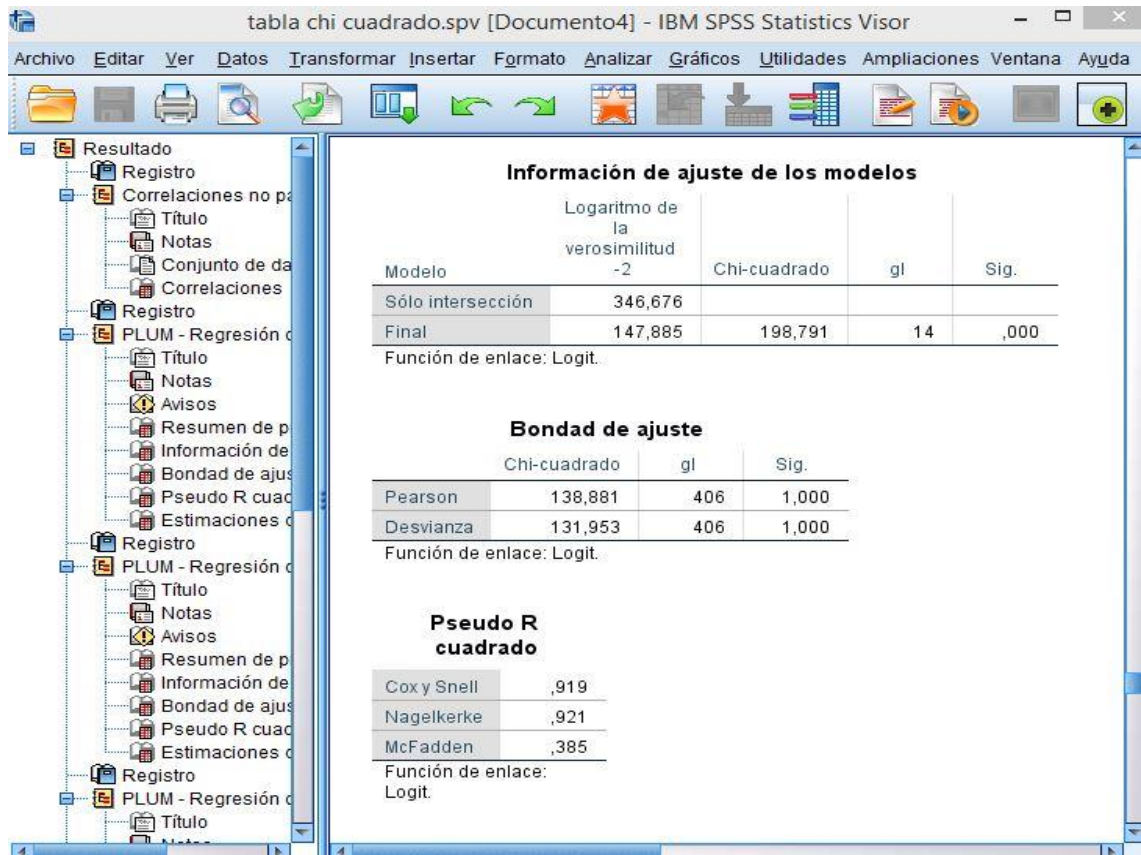 tabla chi cuadrado.spv [Documento4] - IBM SPSS Statistics Visor
Archivo Editar Ver Datos Transformar Insertar Formato Analizar Gráficos Utilidades Ampliaciones Ventana Ayuda
Resultado
Registro
Correlaciones no pa
Título
Notas
Conjunto de da
Correlaciones
Registro
PLUM - Regresión o
Título
Notas
Avisos
Resumen de p
Información de
Bondad de ajus
Pseudo R cuad
Estimaciones d
Registro
PLUM - Regresión o
Título
Notas
Avisos
Resumen de p
Información de
Bondad de ajus
Pseudo R cuad
Estimaciones d
Registro
PLUM - Regresión o
Título
Información de ajuste de los modelos
Logaritmo de
la
verosimilitud
Modelo -2 Chi-cuadrado gl Sig.
Sólo intersección 346,676
Final 147,885 198,791 14 ,000
Función de enlace: Logit.
Bondad de ajuste
Chi-cuadrado gl Sig.
Pearson 138,881 406 1,000
Desvianza 131,953 406 1,000
Función de enlace: Logit.
Pseudo R
cuadrado
Cox y Snell ,919
Nagelkerke ,921
McFadden ,385
Función de enlace:
Logit.